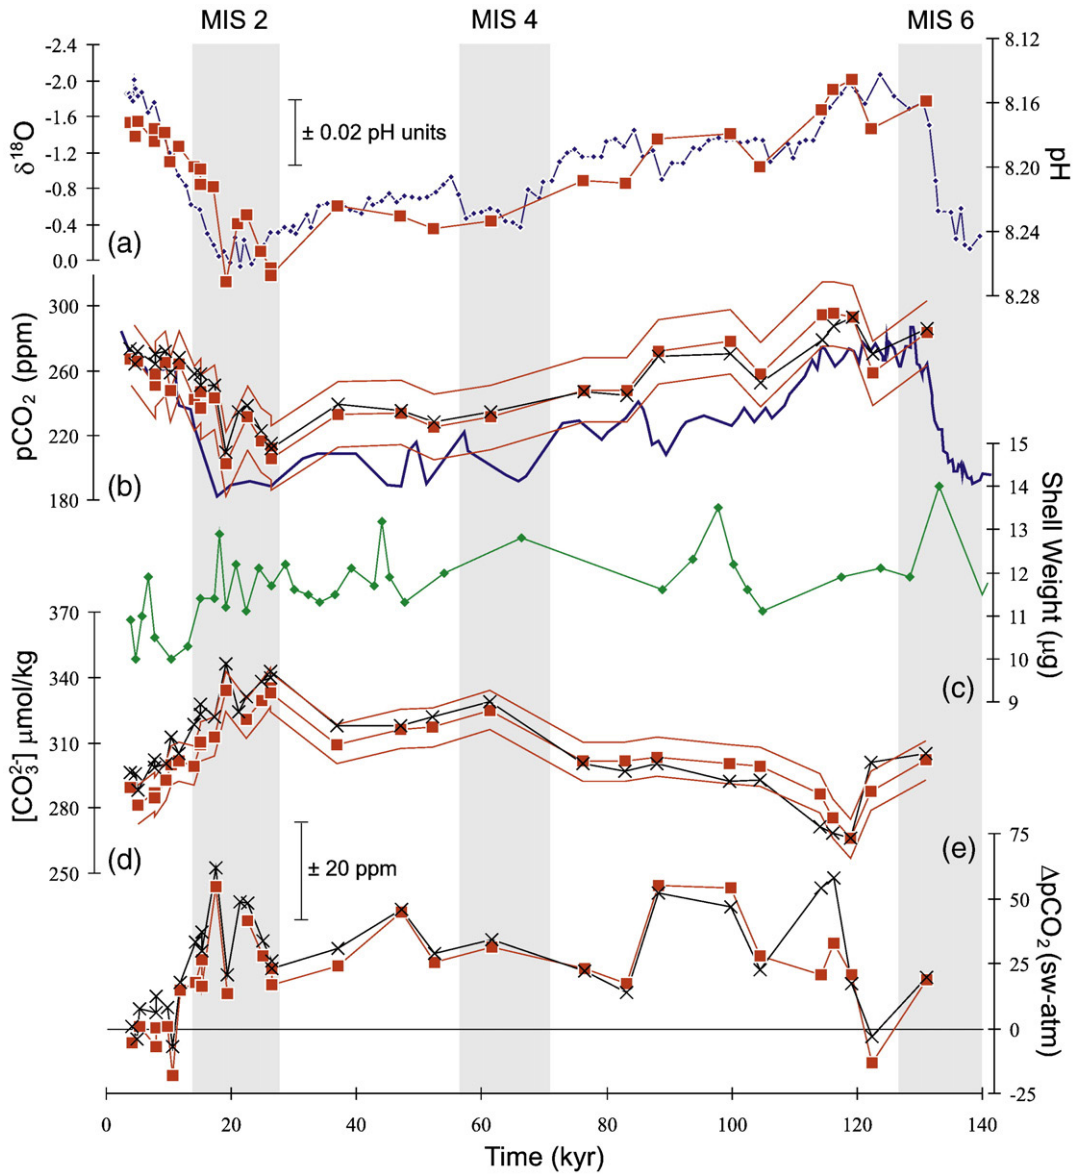 MIS 2 MIS 4 MIS 6
-2.4 8.12
-2.0
-1.6 8.16
± 0.02 pH units
δ¹⁸O pH
-1.2 8.20
-0.8
-0.4 8.24
(a)
0.0
8.28
300
pCO₂ (ppm)
260
220
15
(b)
180 14
Shell Weight (μg)
13
12
370 11
340 10
(c)
9
[CO₃²⁻] μmol/kg
310
280
75
(d) (e)
250
± 20 ppm
50
ΔpCO₂ (sw-atm)
25
0
-25
0 20 40 60 80 100 120 140
Time (kyr)